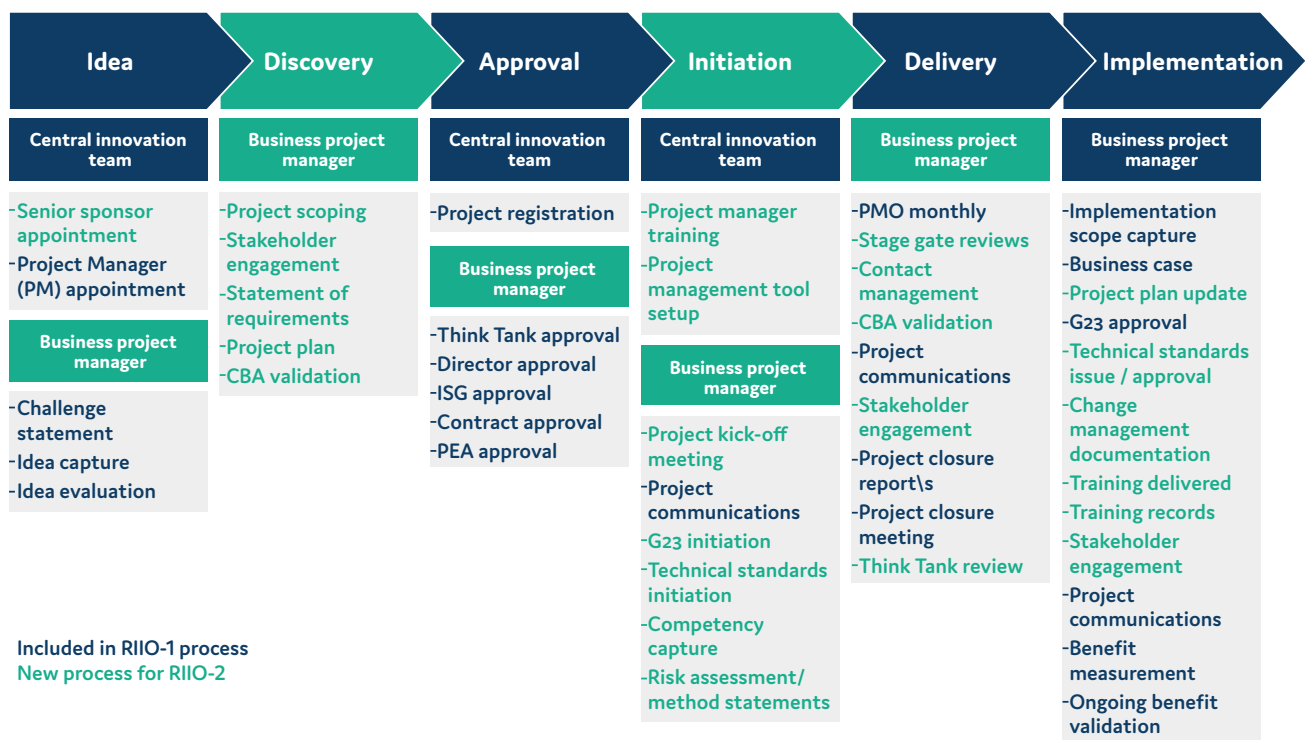 Idea
Discovery
Approval
Initiation
Delivery
Implementation
Central innovation
team
-Senior sponsor
appointment
-Project Manager
(PM) appointment
Business project
manager
-Challenge
statement
-Idea capture
-Idea evaluation
Business project
manager
-Project scoping
-Stakeholder
engagement
-Statement of
requirements
-Project plan
-CBA validation
Central innovation
team
-Project registration
Business project
manager
-Think Tank approval
-Director approval
-ISG approval
-Contract approval
-PEA approval
Central innovation
team
-Project manager
training
-Project
management tool
setup
Business project
manager
-Project kick-off
meeting
-Project
communications
-G23 initiation
-Technical standards
initiation
-Competency
capture
-Risk assessment/
method statements
Business project
manager
-PMO monthly
-Stage gate reviews
-Contact
management
-CBA validation
-Project
communications
-Stakeholder
engagement
-Project closure
report\s
-Project closure
meeting
-Think Tank review
Business project
manager
-Implementation
scope capture
-Business case
-Project plan update
-G23 approval
-Technical standards
issue / approval
-Change
management
documentation
-Training delivered
-Training records
-Stakeholder
engagement
-Project
communications
-Benefit
measurement
-Ongoing benefit
validation
Included in RIIO-1 process
New process for RIIO-2